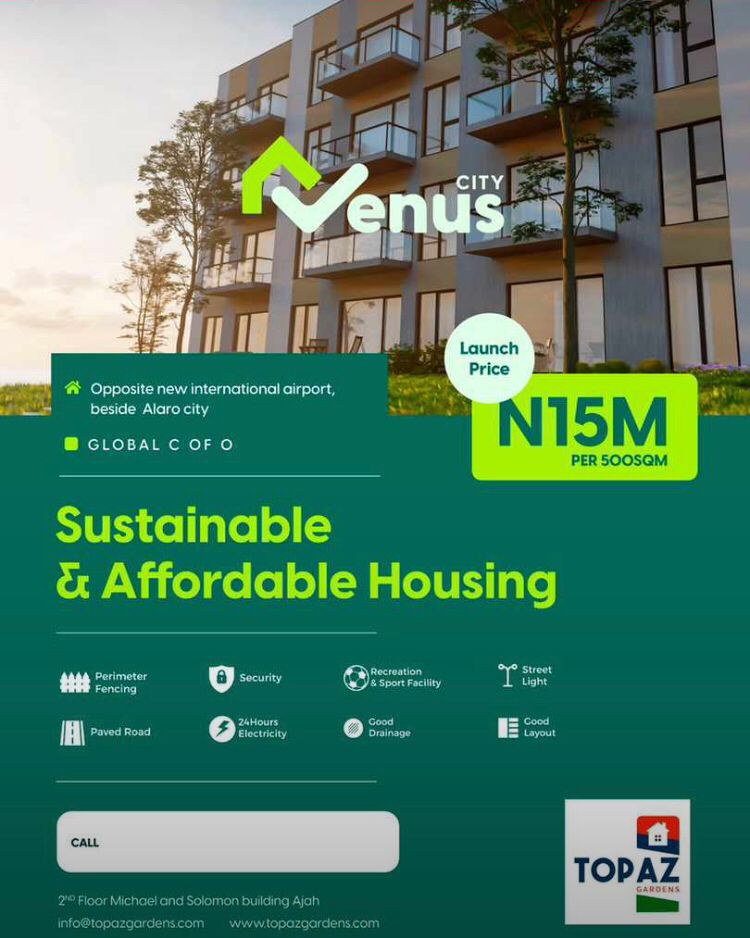 CITY
Venus
Launch
Price
N15M
PER 500SQM
Opposite new international airport,
beside Alaro city
GLOBAL C OF O
Sustainable
& Affordable Housing
Perimeter
Fencing
Security
Recreation
& Sport Facility
Street
Light
Paved Road
24Hours
Electricity
Good
Drainage
Good
Layout
CALL
2ND Floor Michael and Solomon building Ajah
info@topazgardens.com www.topazgardens.com
TOPAZ
GARDENS